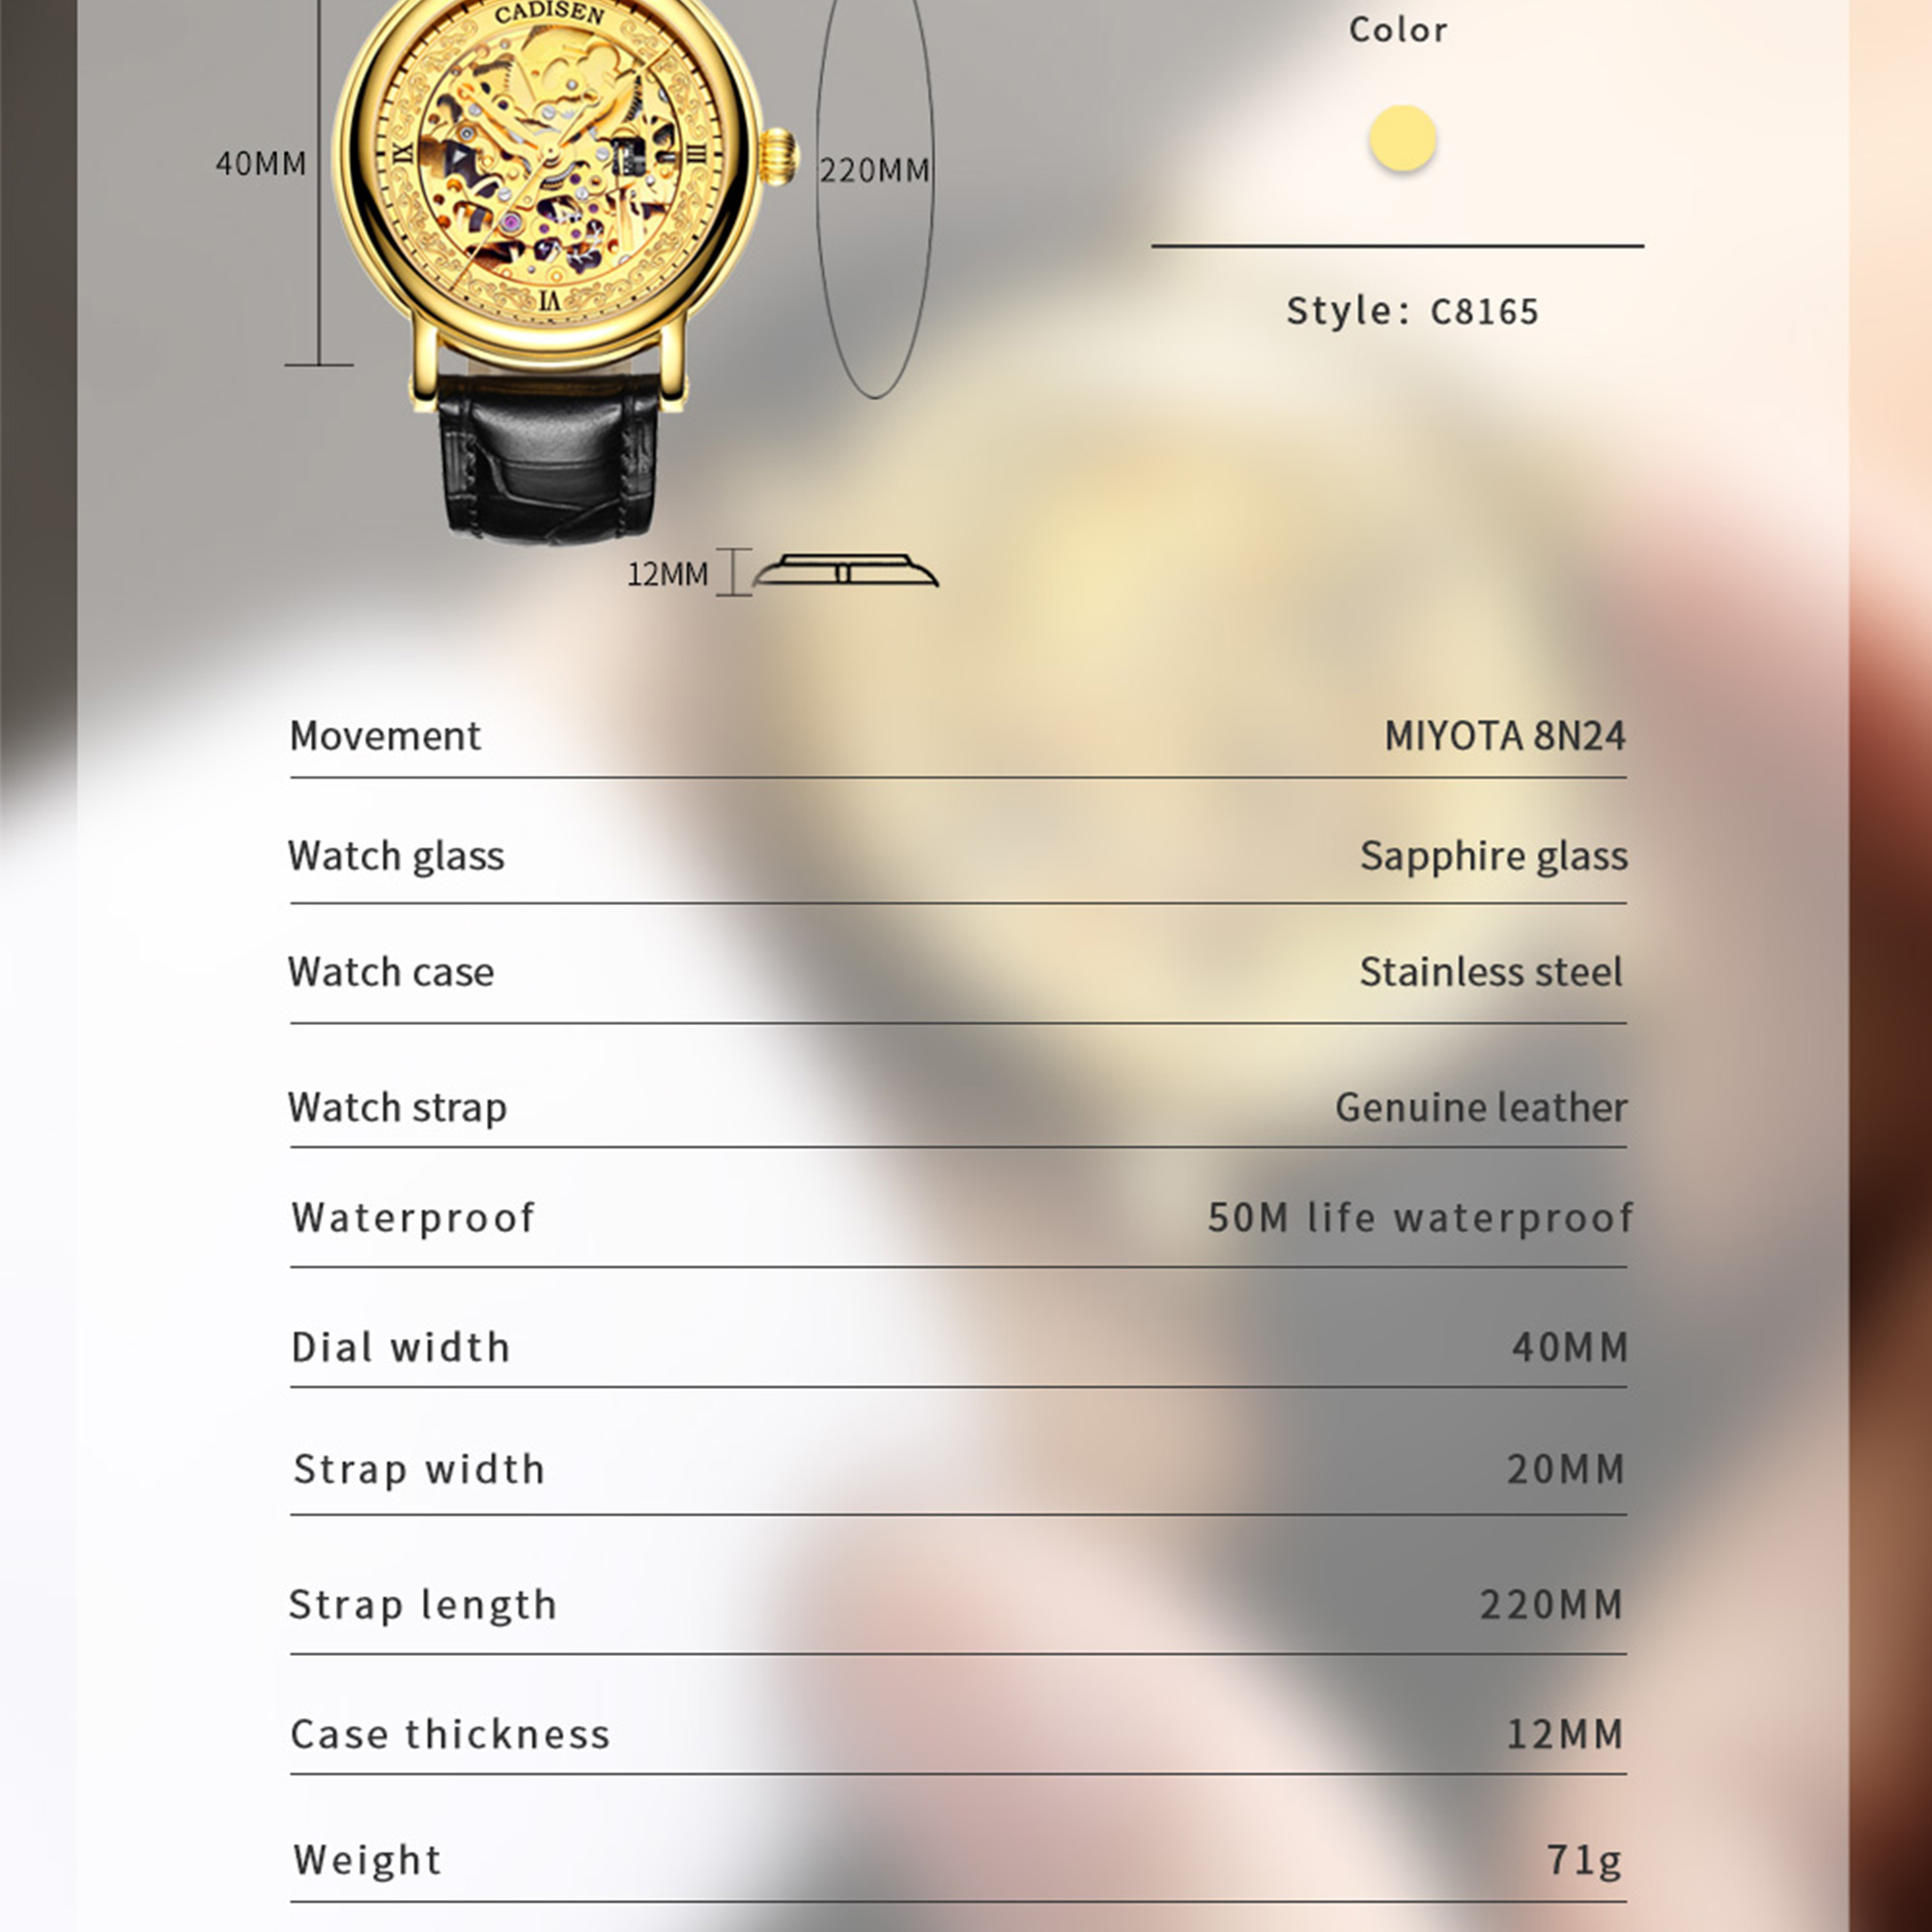 CADISEN
Color
IX
III
40MM
220MM
VI
Style: C8165
12MM
Movement MIYOTA 8N24
Watch glass Sapphire glass
Watch case Stainless steel
Watch strap Genuine leather
Waterproof 50M life waterproof
Dial width 40MM
Strap width 20MM
Strap length 220MM
Case thickness 12MM
Weight 71g